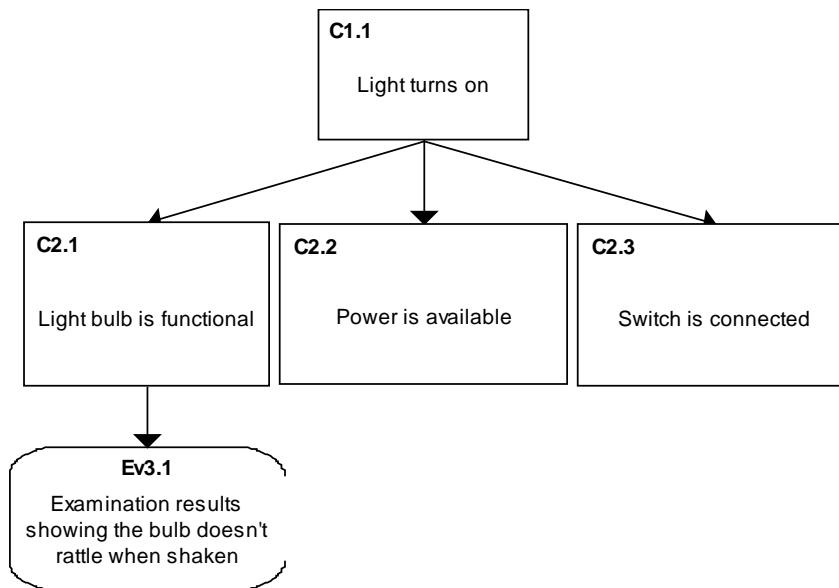 C1.1
Light turns on
C2.1
Light bulb is functional
C2.2
Power is available
C2.3
Switch is connected
Ev3.1
Examination results
showing the bulb doesn't
rattle when shaken